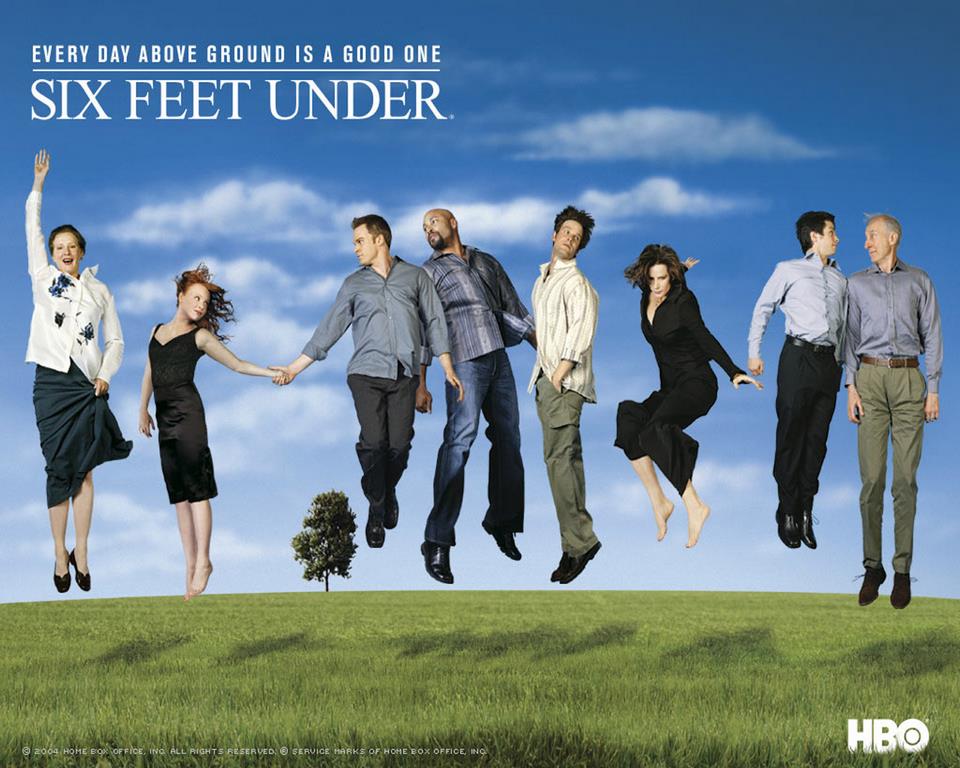 EVERY DAY ABOVE GROUND IS A GOOD ONE
SIX FEET UNDER®
HBO®
© 2004 HOME BOX OFFICE, INC. ALL RIGHTS RESERVED. ® SERVICE MARKS OF HOME BOX OFFICE, INC.